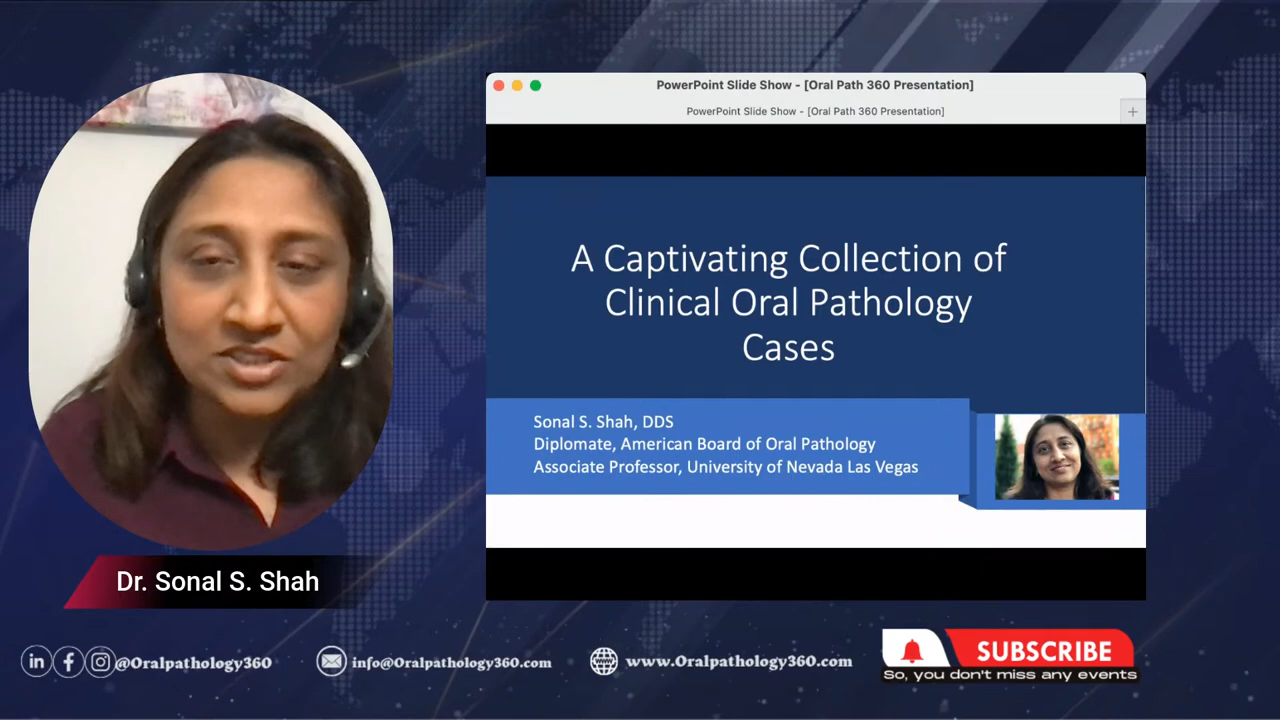 PowerPoint Slide Show - [Oral Path 360 Presentation]
PowerPoint Slide Show - [Oral Path 360 Presentation]
A Captivating Collection of
Clinical Oral Pathology
Cases
Sonal S. Shah, DDS
Diplomate, American Board of Oral Pathology
Associate Professor, University of Nevada Las Vegas
Dr. Sonal S. Shah
@Oralpathology360
info@Oralpathology360.com
www.Oralpathology360.com
SUBSCRIBE
So, you don't miss any events